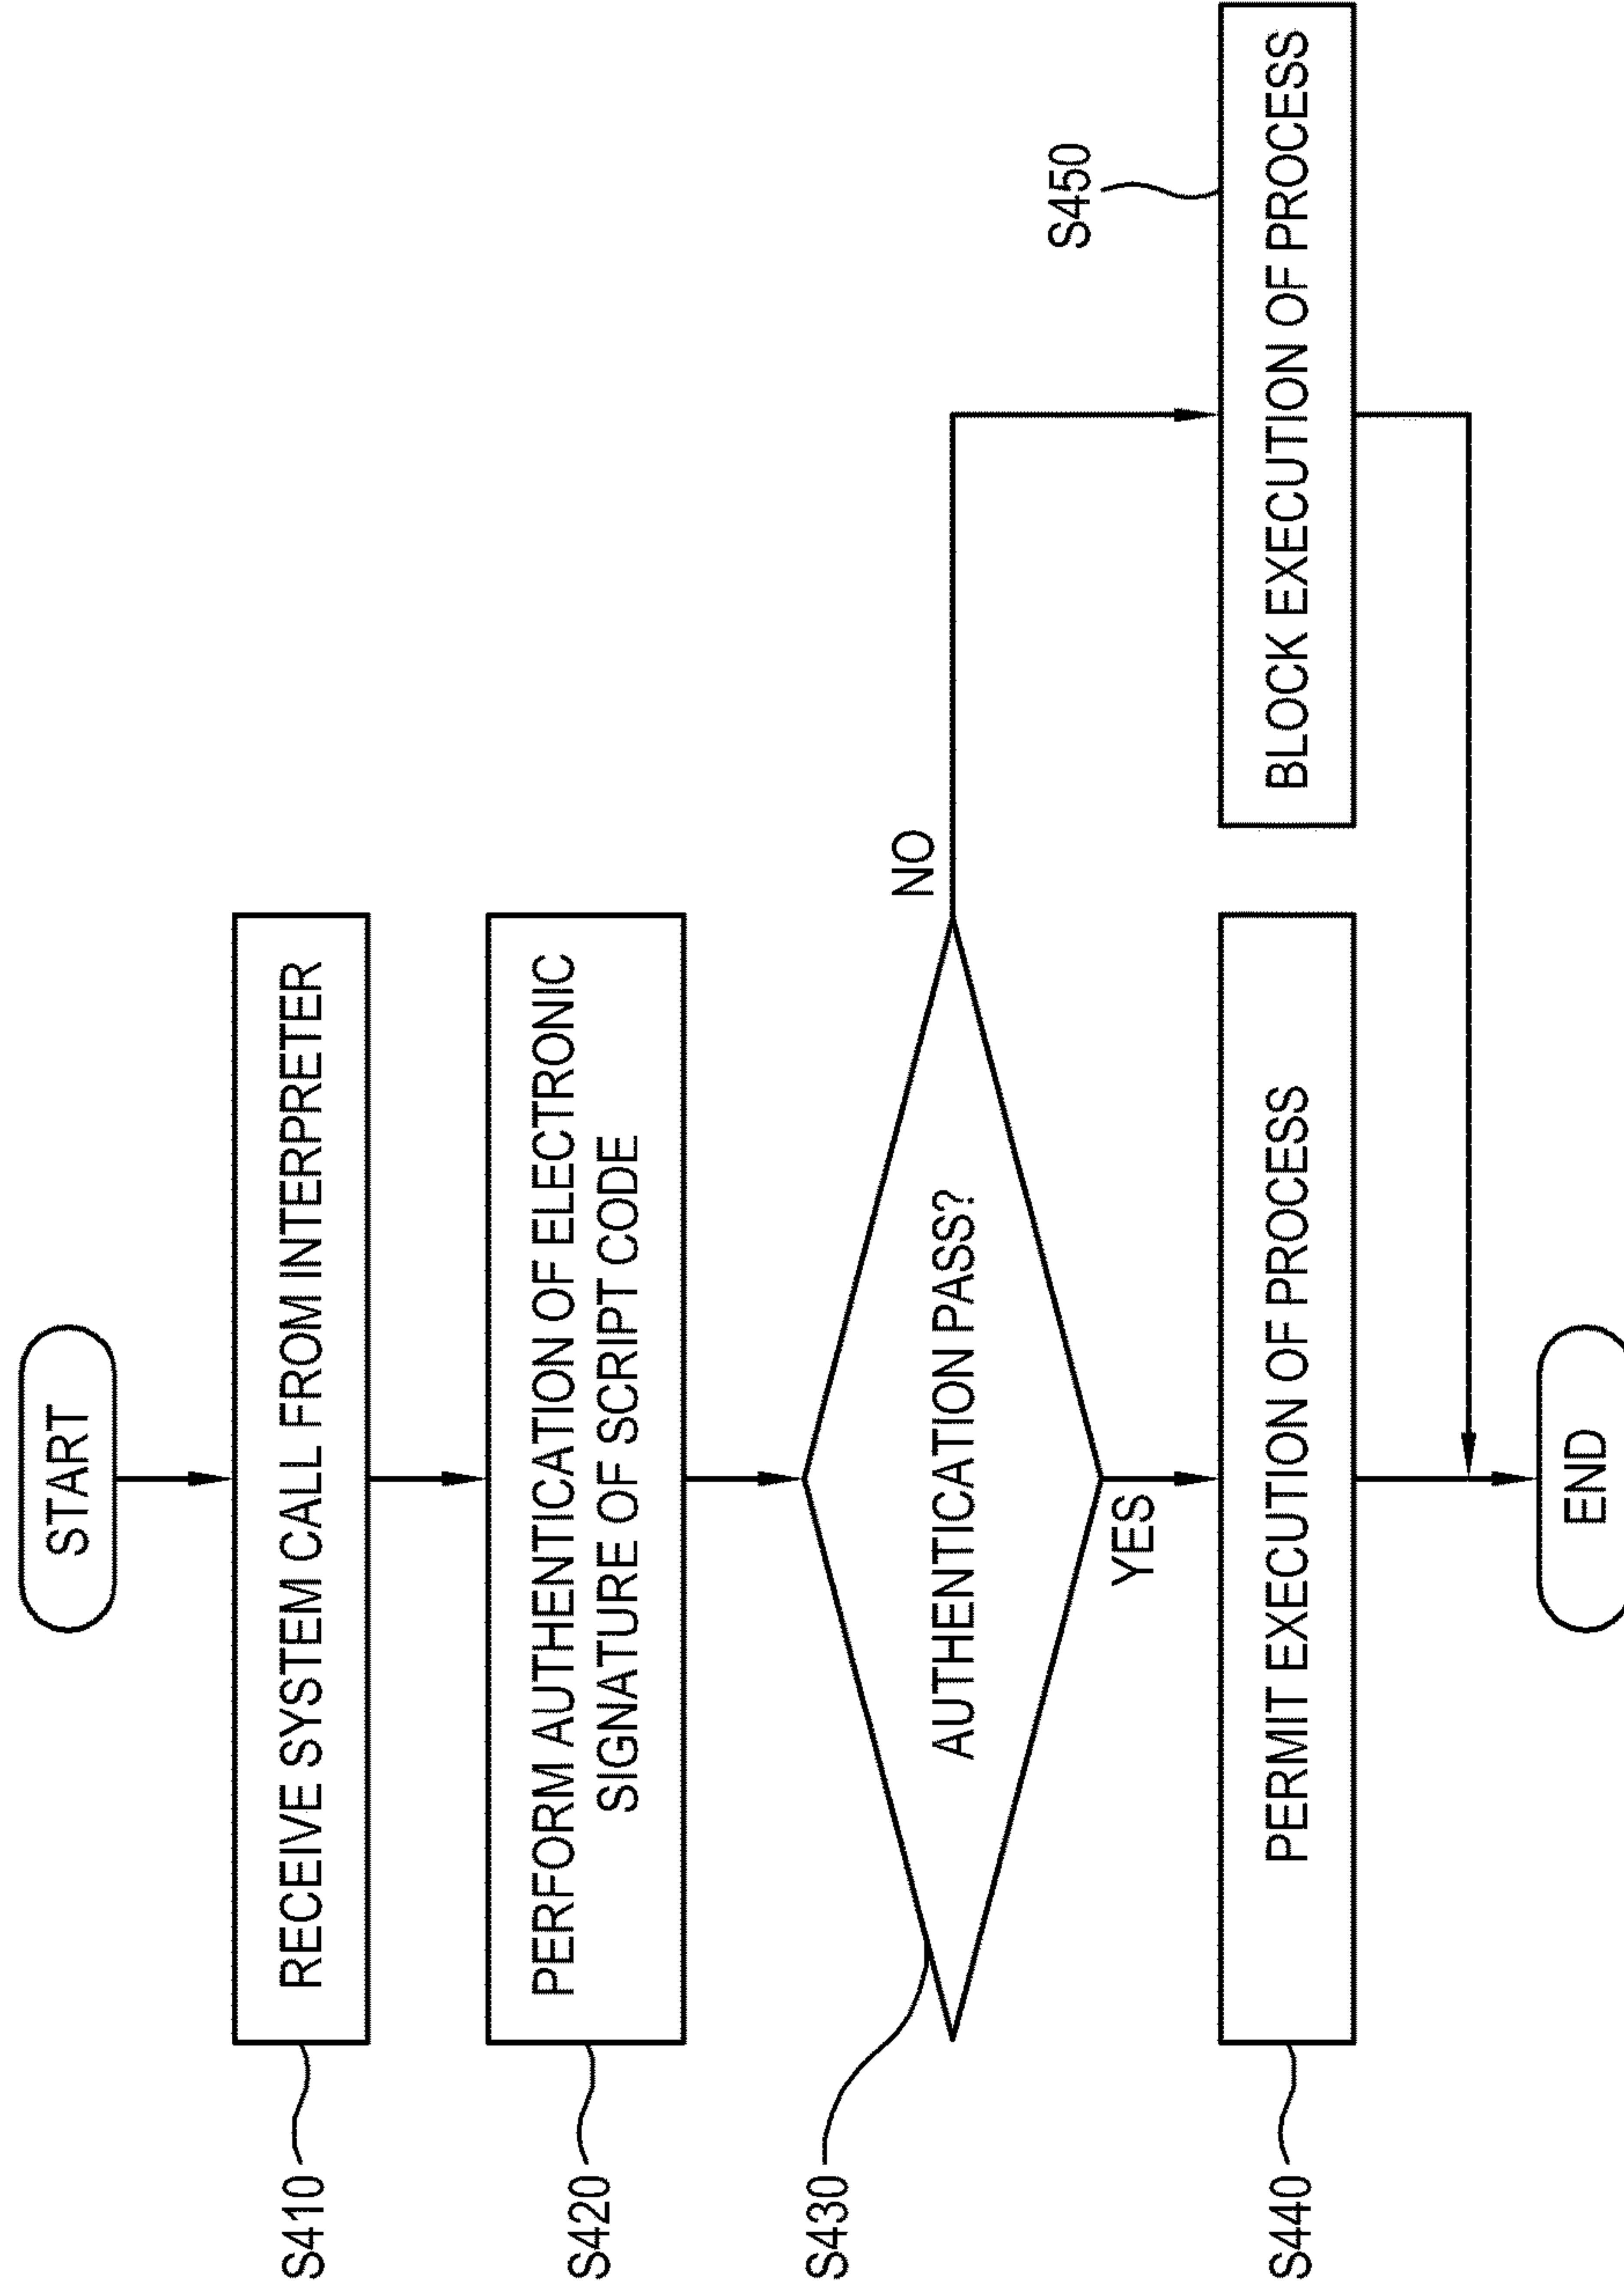 START
S410
RECEIVE SYSTEM CALL FROM INTERPRETER
S420
PERFORM AUTHENTICATION OF ELECTRONIC
SIGNATURE OF SCRIPT CODE
S430
AUTHENTICATION PASS?
NO
YES
S440
PERMIT EXECUTION OF PROCESS
S450
BLOCK EXECUTION OF PROCESS
END